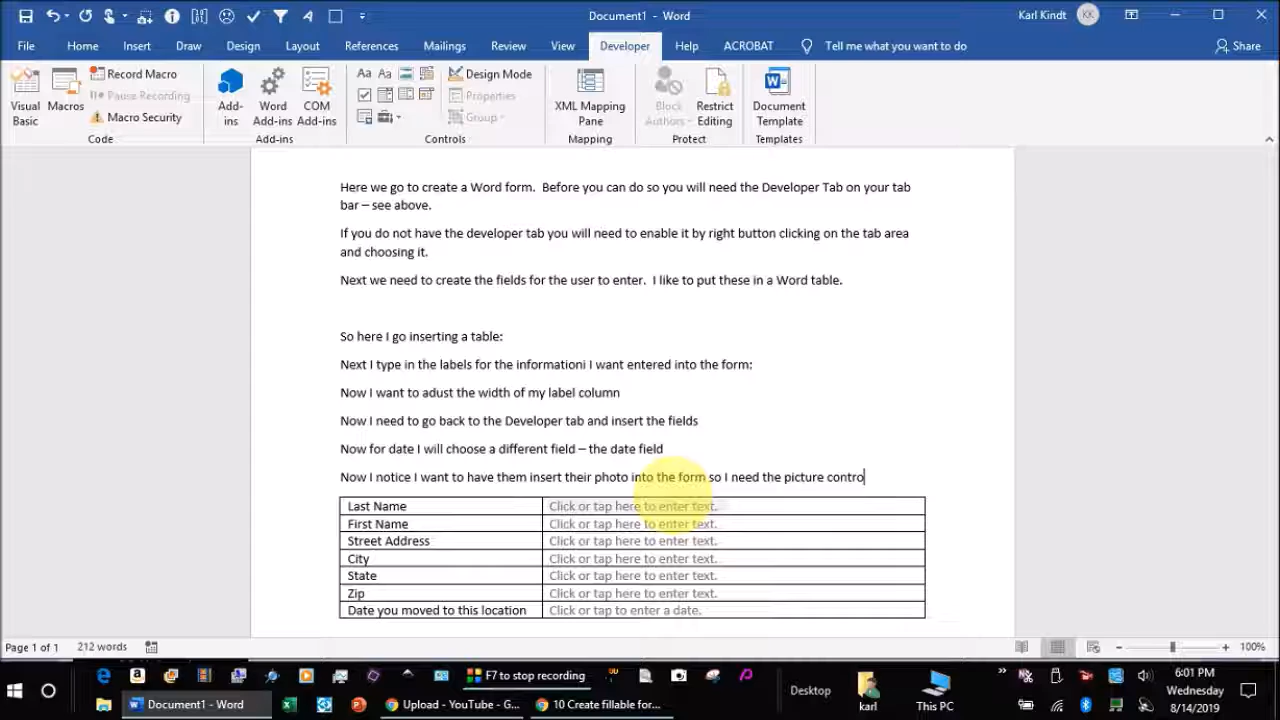 Document1 - Word
Karl Kindt
KK
File Home Insert Draw Design Layout References Mailings Review View Developer Help ACROBAT Tell me what you want to do Share
Visual Basic
Macros
Record Macro
Pause Recording
Macro Security
Code
Add-ins
Word Add-ins
COM Add-ins
Add-ins
Aa Aa
Design Mode
Properties
Group
Controls
XML Mapping Pane
Mapping
Block Authors
Restrict Editing
Protect
Document Template
Templates
Here we go to create a Word form. Before you can do so you will need the Developer Tab on your tab
bar – see above.
If you do not have the developer tab you will need to enable it by right button clicking on the tab area
and choosing it.
Next we need to create the fields for the user to enter. I like to put these in a Word table.
So here I go inserting a table:
Next I type in the labels for the informationi I want entered into the form:
Now I want to adust the width of my label column
Now I need to go back to the Developer tab and insert the fields
Now for date I will choose a different field – the date field
Now I notice I want to have them insert their photo into the form so I need the picture contro
Last Name Click or tap here to enter text.
First Name Click or tap here to enter text.
Street Address Click or tap here to enter text.
City Click or tap here to enter text.
State Click or tap here to enter text.
Zip Click or tap here to enter text.
Date you moved to this location Click or tap to enter a date.
Page 1 of 1 212 words 100%
F7 to stop recording
Desktop
karl
This PC
6:01 PM
Wednesday
8/14/2019
Document1 - Word
Upload - YouTube - G...
10 Create fillable for...